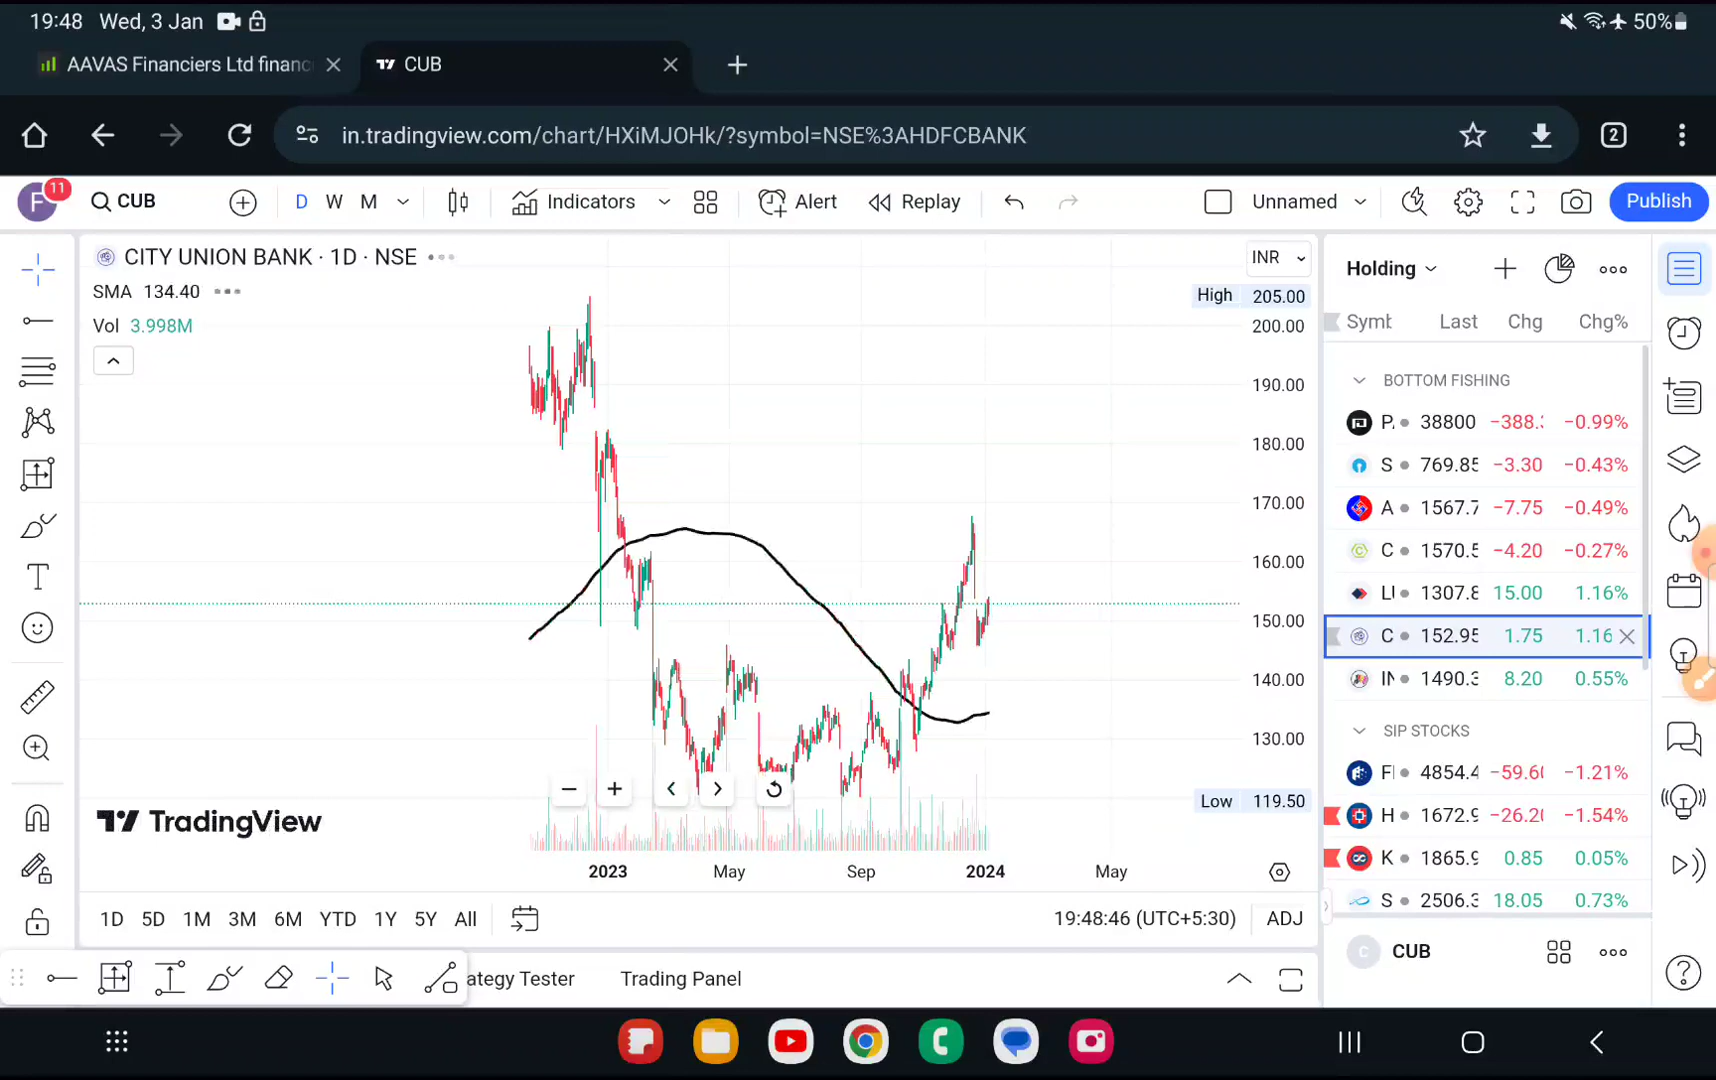 19:48 Wed, 3 Jan 50%
AAVAS Financiers Ltd financ
CUB
in.tradingview.com/chart/HXiMJOHk/?symbol=NSE%3AHDFCBANK
2
F 11 CUB D W M Indicators Alert Replay Unnamed Publish
CITY UNION BANK · 1D · NSE
SMA 134.40
Vol 3.998M
INR
High 205.00
200.00
190.00
180.00
170.00
160.00
150.00
140.00
130.00
Low 119.50
TradingView
2023 May Sep 2024 May
1D 5D 1M 3M 6M YTD 1Y 5Y All 19:48:46 (UTC+5:30) ADJ
ategy Tester Trading Panel
Holding
Symb Last Chg Chg%
BOTTOM FISHING
P. 38800 −388. −0.99%
S 769.85 −3.30 −0.43%
A 1567.7 −7.75 −0.49%
C 1570.5 −4.20 −0.27%
LU 1307.8 15.00 1.16%
C 152.95 1.75 1.16
IN 1490.3 8.20 0.55%
SIP STOCKS
FI 4854.4 −59.60 −1.21%
H 1672.9 −26.20 −1.54%
K 1865.9 0.85 0.05%
S 2506.3 18.05 0.73%
C CUB